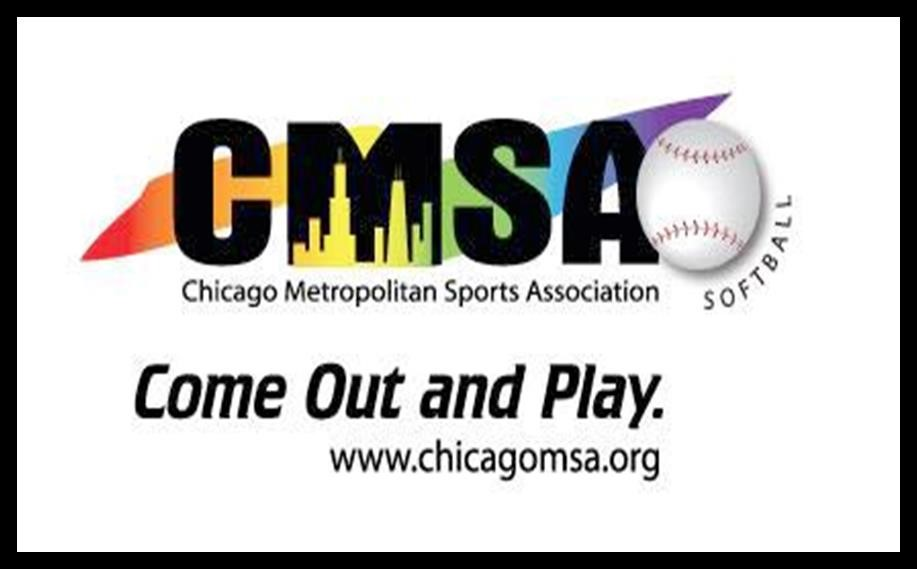 CMSA
Chicago Metropolitan Sports Association
SOFTBALL
Come Out and Play.
www.chicagomsa.org